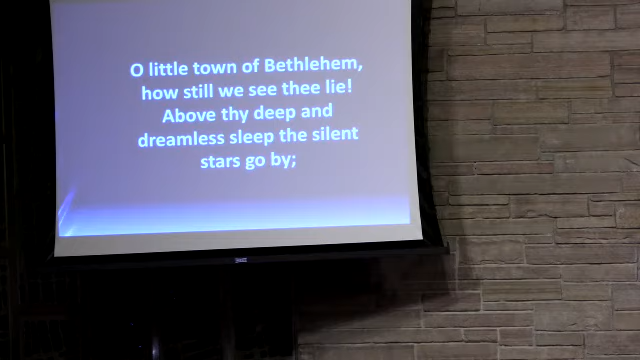 O little town of Bethlehem,
how still we see thee lie!
Above thy deep and
dreamless sleep the silent
stars go by;